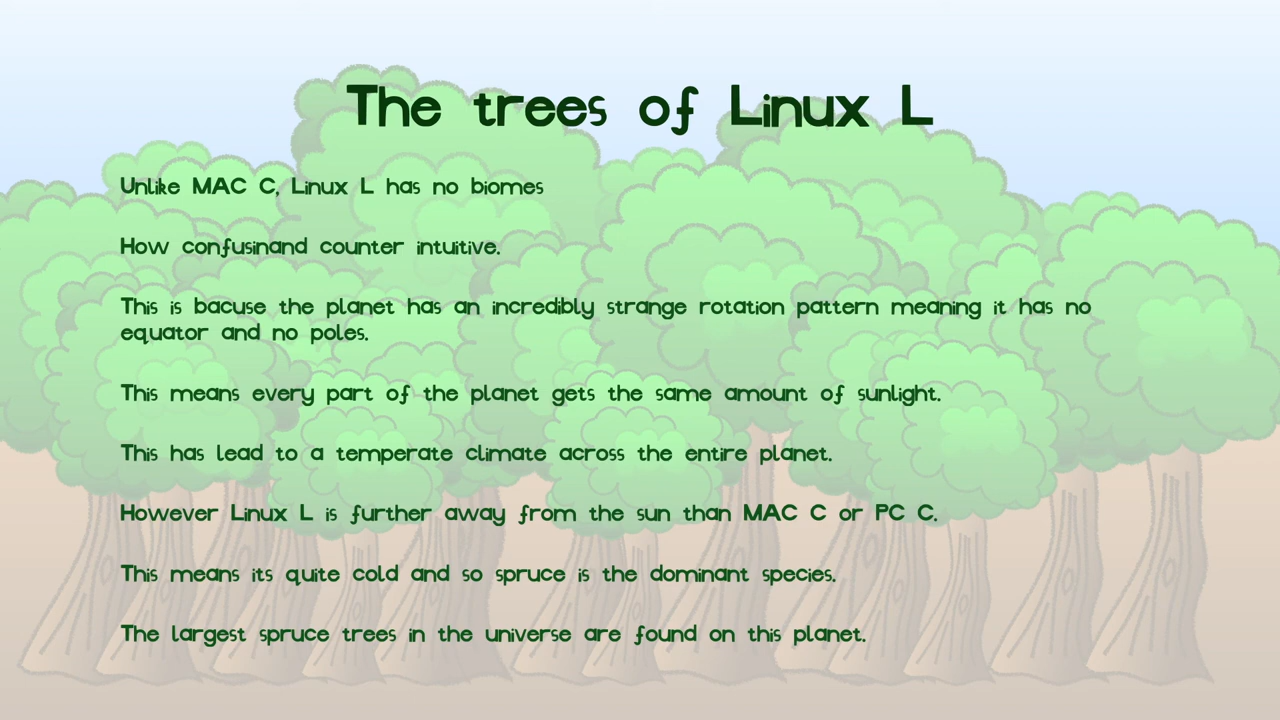 The trees of Linux L
Unlike MAC C, Linux L has no biomes
How confusinand counter intuitive.
This is bacuse the planet has an incredibly strange rotation pattern meaning it has no
equator and no poles.
This means every part of the planet gets the same amount of sunlight.
This has lead to a temperate climate across the entire planet.
However Linux L is further away from the sun than MAC C or PC C.
This means its quite cold and so spruce is the dominant species.
The largest spruce trees in the universe are found on this planet.